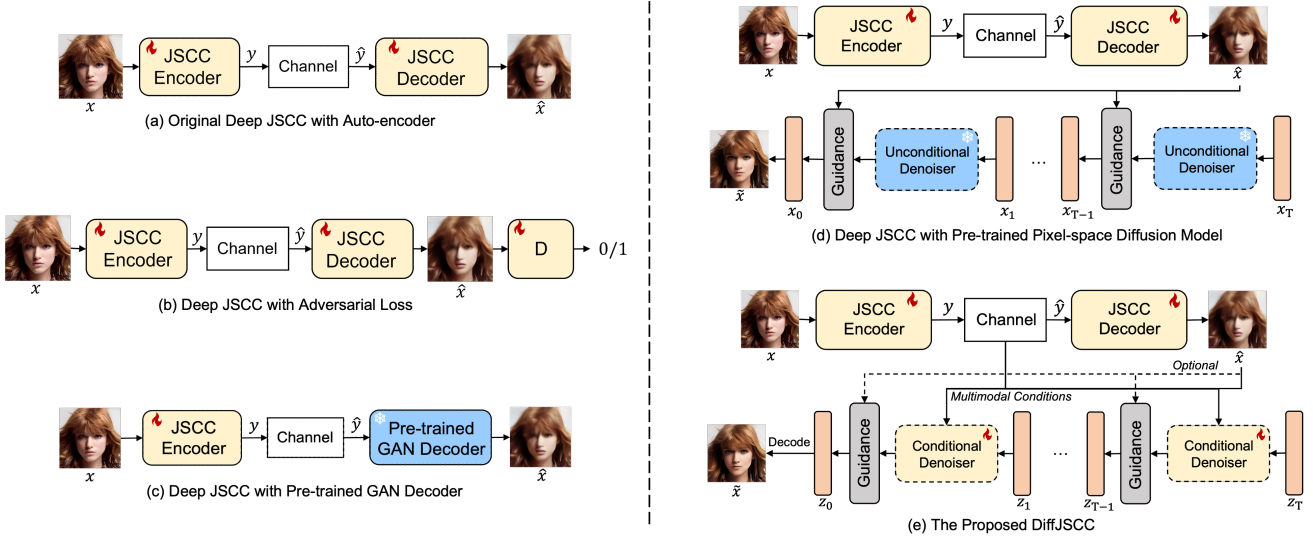 JSCC
Encoder
y
Channel
ŷ
JSCC
Decoder
x
x̂
(a) Original Deep JSCC with Auto-encoder
JSCC
Encoder
y
Channel
ŷ
JSCC
Decoder
D
0/1
x
x̂
(b) Deep JSCC with Adversarial Loss
JSCC
Encoder
y
Channel
ŷ
Pre-trained
GAN Decoder
x
x̂
(c) Deep JSCC with Pre-trained GAN Decoder
JSCC
Encoder
y
Channel
ŷ
JSCC
Decoder
x
x̂
Guidance
Unconditional
Denoiser
...
Guidance
Unconditional
Denoiser
x̃
x₀
x₁
x_T−1
x_T
(d) Deep JSCC with Pre-trained Pixel-space Diffusion Model
JSCC
Encoder
y
Channel
ŷ
JSCC
Decoder
x
x̂
Optional
Multimodal Conditions
Decode
Guidance
Conditional
Denoiser
...
Guidance
Conditional
Denoiser
x̃
z₀
z₁
z_T−1
z_T
(e) The Proposed DiffJSCC